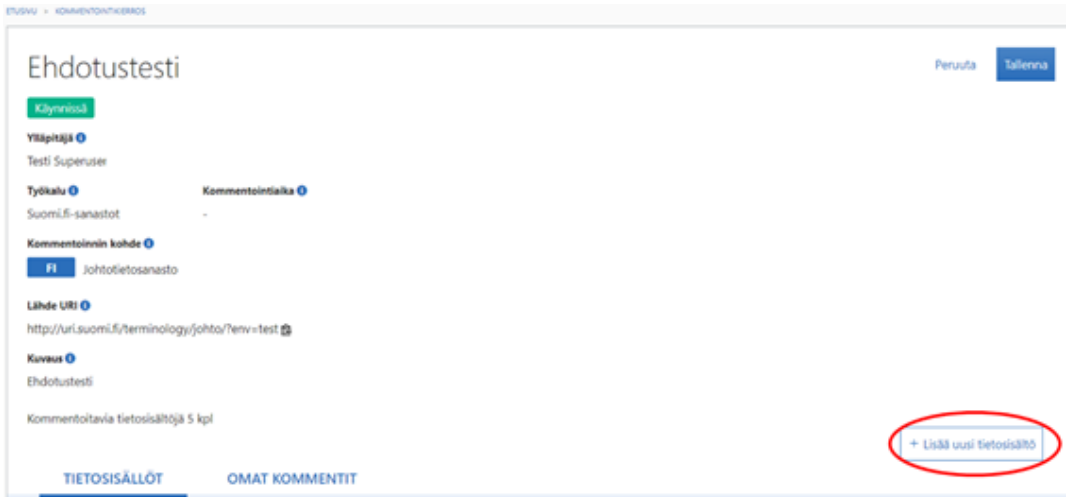 ETUSIVU > KOMMENTOINTIKIERROS
Ehdotustesti
Peruuta
Tallenna
Käynnissä
Ylläpitäjä
Testi Superuser
Työkalu Kommentointiaika
Suomi.fi-sanastot -
Kommentoinnin kohde
FI Johtotietosanasto
Lähde URI
http://uri.suomi.fi/terminology/johto/?env=test
Kuvaus
Ehdotustesti
Kommentoitavia tietosisältöjä 5 kpl
+ Lisää uusi tietosisältö
TIETOSISÄLLÖT OMAT KOMMENTIT